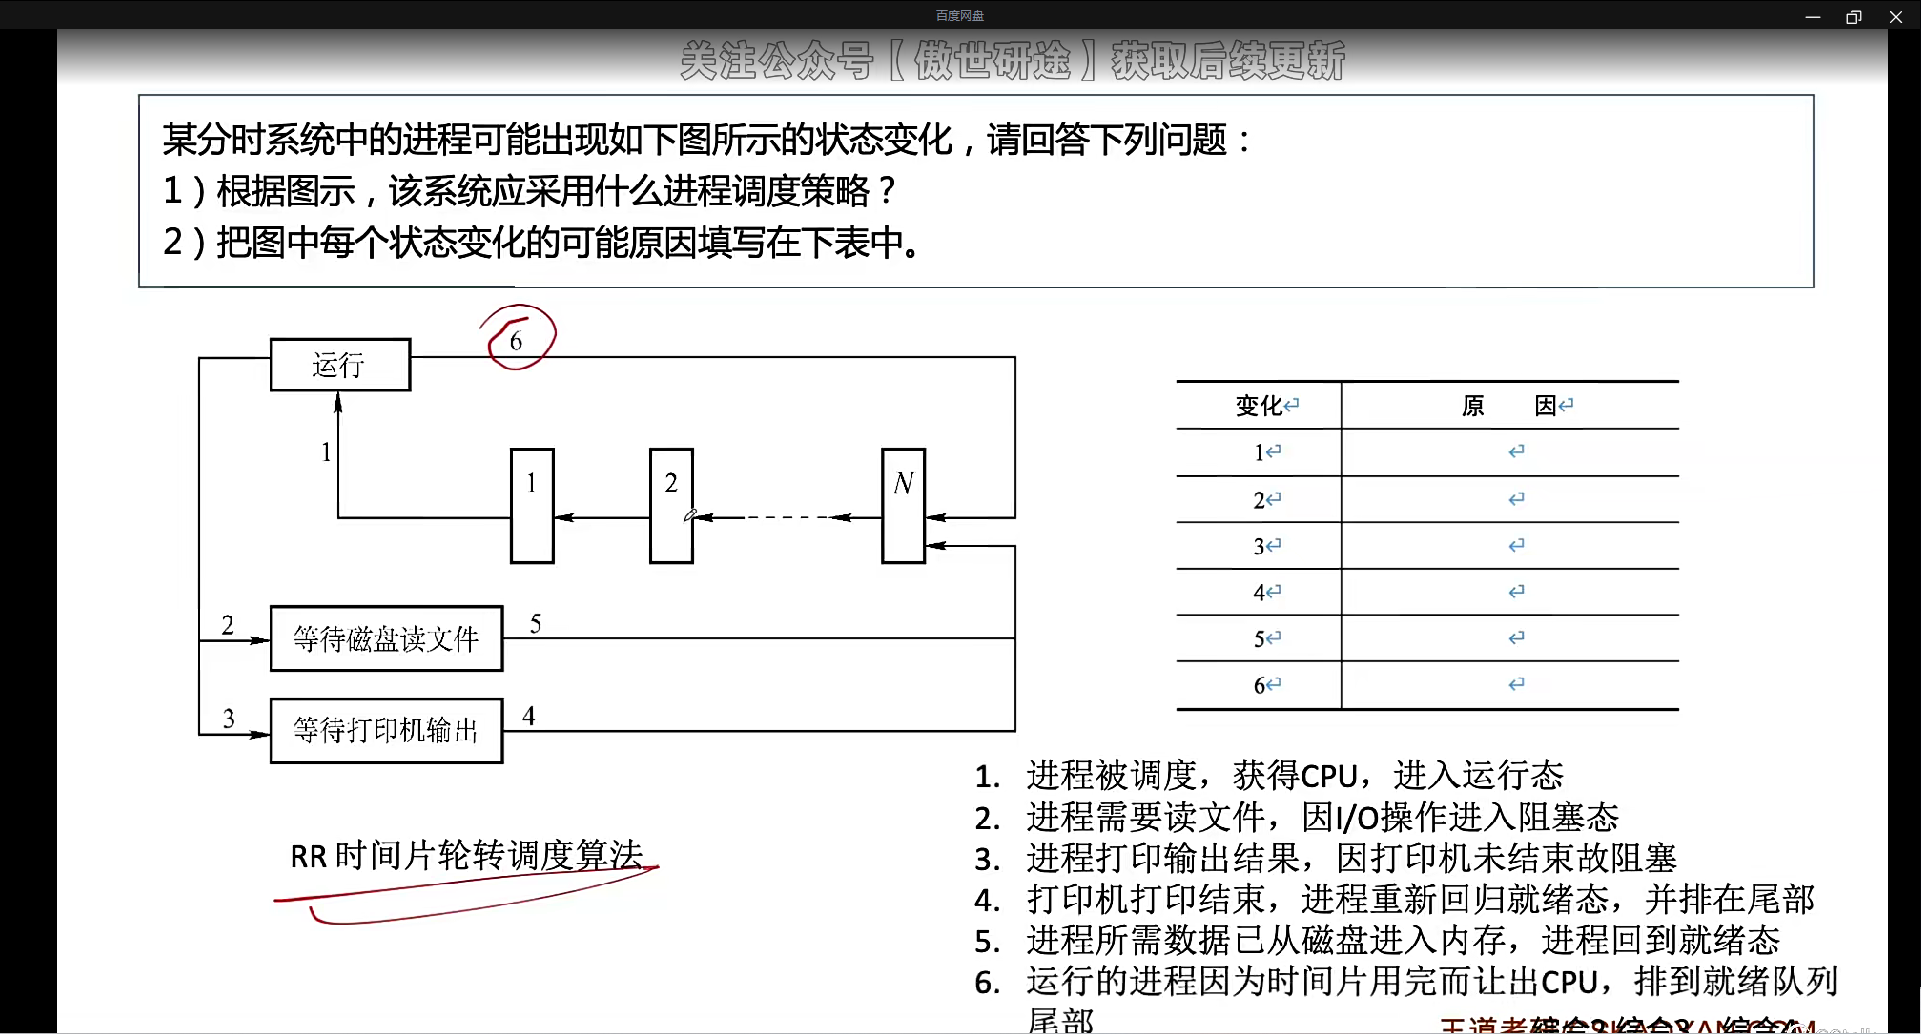 百度网盘
关注公众号【傲世研途】获取后续更新
某分时系统中的进程可能出现如下图所示的状态变化，请回答下列问题：
1）根据图示，该系统应采用什么进程调度策略？
2）把图中每个状态变化的可能原因填写在下表中。
6
运行
1
1
2
N
2
等待磁盘读文件
5
3
等待打印机输出
4
RR 时间片轮转调度算法
变化 原 因
1
2
3
4
5
6
1. 进程被调度，获得CPU，进入运行态
2. 进程需要读文件，因I/O操作进入阻塞态
3. 进程打印输出结果，因打印机未结束故阻塞
4. 打印机打印结束，进程重新回归就绪态，并排在尾部
5. 进程所需数据已从磁盘进入内存，进程回到就绪态
6. 运行的进程因为时间片用完而让出CPU，排到就绪队列
尾部